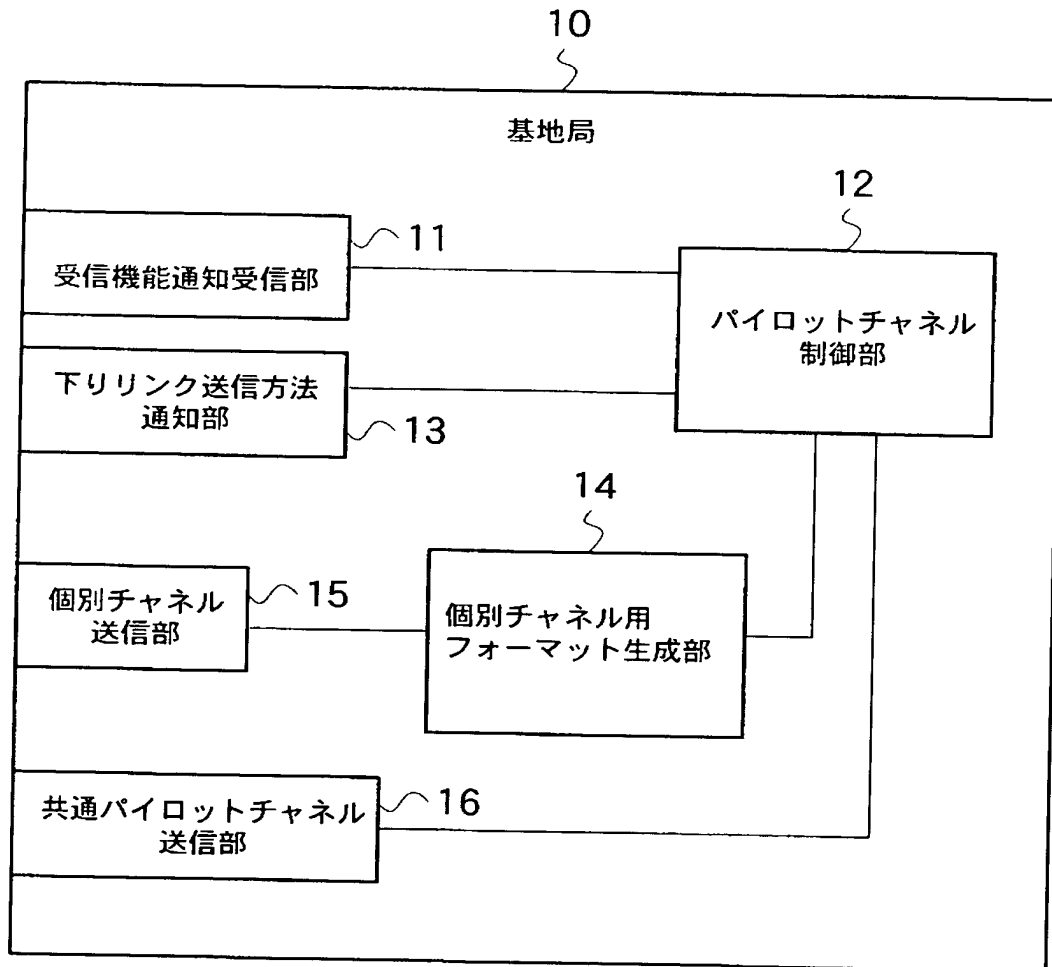 10
基地局
12
11
受信機能通知受信部
パイロットチャネル
制御部
下りリンク送信方法
通知部
13
14
個別チャネル
送信部
15
個別チャネル用
フォーマット生成部
共通パイロットチャネル
送信部
16